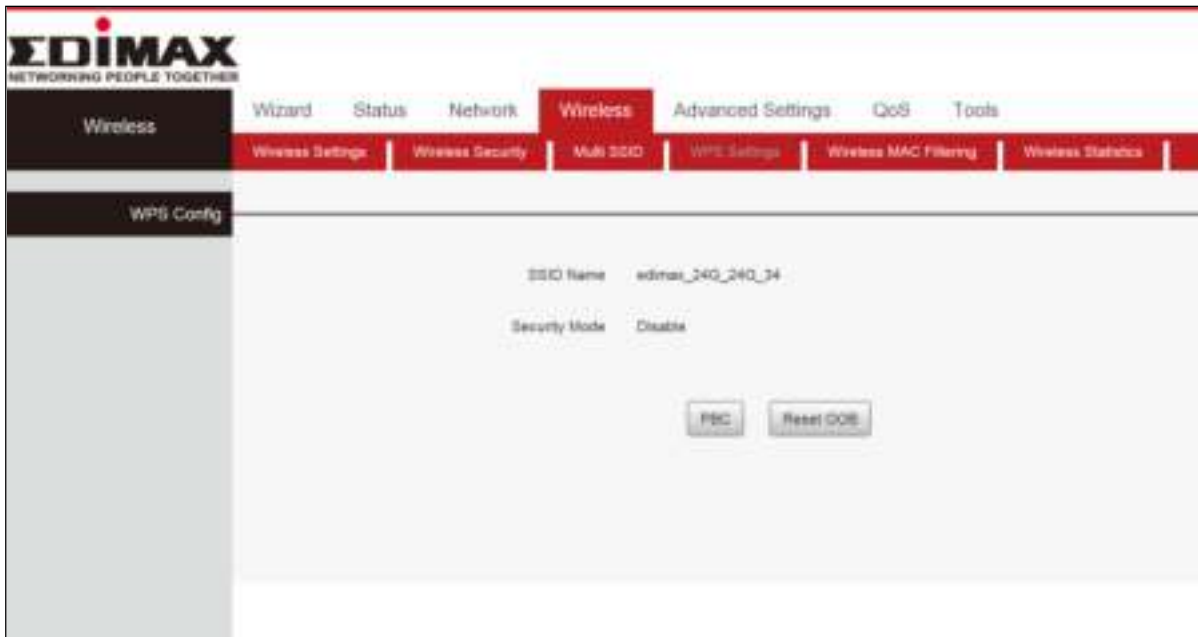 EDIMAX
NETWORKING PEOPLE TOGETHER
Wireless
Wizard Status Network Wireless Advanced Settings QoS Tools
Wireless Settings Wireless Security Multi SSID WPS Settings Wireless MAC Filtering Wireless Statistics
WPS Config
SSID Name edimax_24G_24G_34
Security Mode Disable
PBC Reset OOB